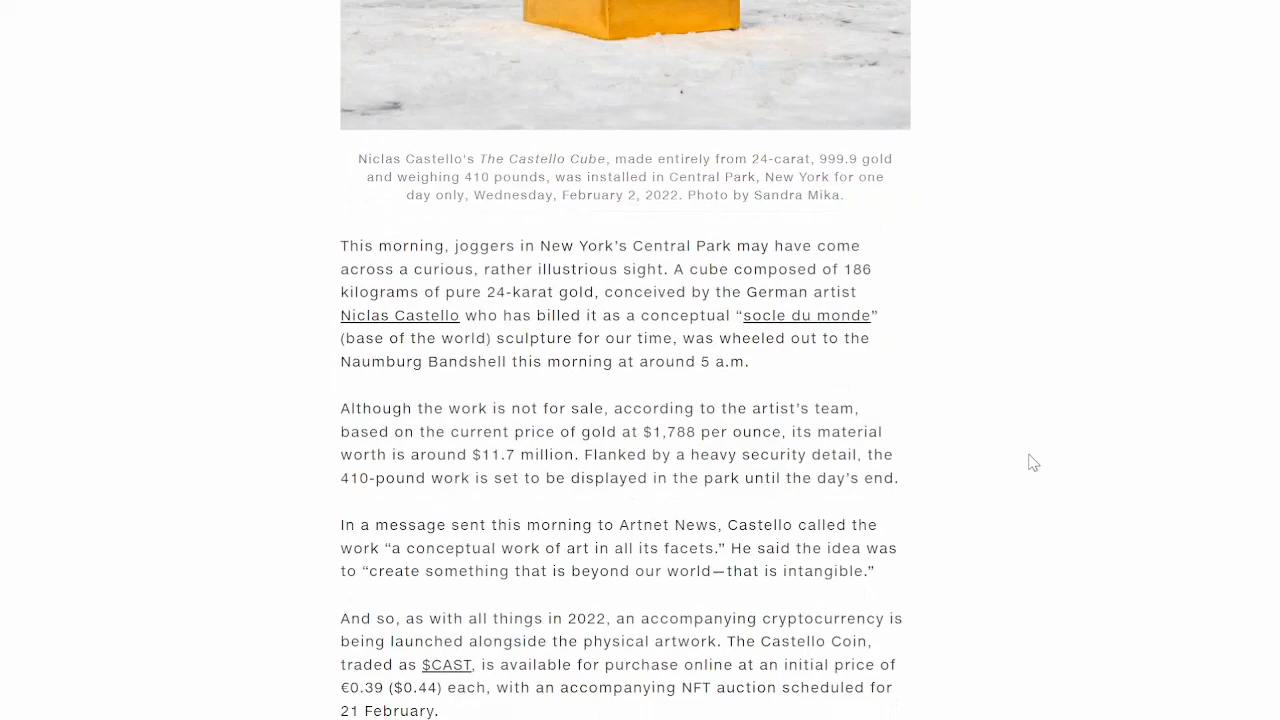 Niclas Castello's The Castello Cube, made entirely from 24-carat, 999.9 gold
and weighing 410 pounds, was installed in Central Park, New York for one
day only, Wednesday, February 2, 2022. Photo by Sandra Mika.
This morning, joggers in New York’s Central Park may have come
across a curious, rather illustrious sight. A cube composed of 186
kilograms of pure 24-karat gold, conceived by the German artist
Niclas Castello who has billed it as a conceptual “socle du monde”
(base of the world) sculpture for our time, was wheeled out to the
Naumburg Bandshell this morning at around 5 a.m.
Although the work is not for sale, according to the artist’s team,
based on the current price of gold at $1,788 per ounce, its material
worth is around $11.7 million. Flanked by a heavy security detail, the
410-pound work is set to be displayed in the park until the day’s end.
In a message sent this morning to Artnet News, Castello called the
work “a conceptual work of art in all its facets.” He said the idea was
to “create something that is beyond our world—that is intangible.”
And so, as with all things in 2022, an accompanying cryptocurrency is
being launched alongside the physical artwork. The Castello Coin,
traded as $CAST, is available for purchase online at an initial price of
€0.39 ($0.44) each, with an accompanying NFT auction scheduled for
21 February.